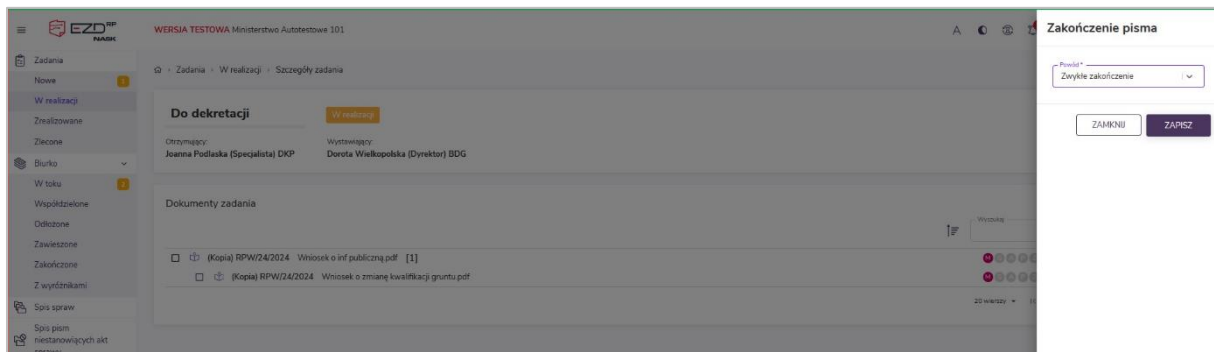 EZD RP
NASK
WERSJA TESTOWA Ministerstwo Autotestowe 101
A
Zakończenie pisma
Zadania
Nowe
W realizacji
Zrealizowane
Zlecone
Biurko
W toku
Współdzielone
Odłożone
Zawieszone
Zakończone
Z wyróżnikami
Spis spraw
Spis pism
niestanowiących akt
Zadania W realizacji Szczegóły zadania
Do dekretacji W realizacji
Otrzymujący: Wystawiający:
Joanna Podlaska (Specjalista) DKP Dorota Wielkopolska (Dyrektor) BDG
Dokumenty zadania
Wyszukaj
(Kopia) RPW/24/2024 Wniosek o inf publiczną.pdf [1]
(Kopia) RPW/24/2024 Wniosek o zmianę kwalifikacji gruntu.pdf
20 wierszy
Powód *
Zwykłe zakończenie
ZAMKNIJ ZAPISZ